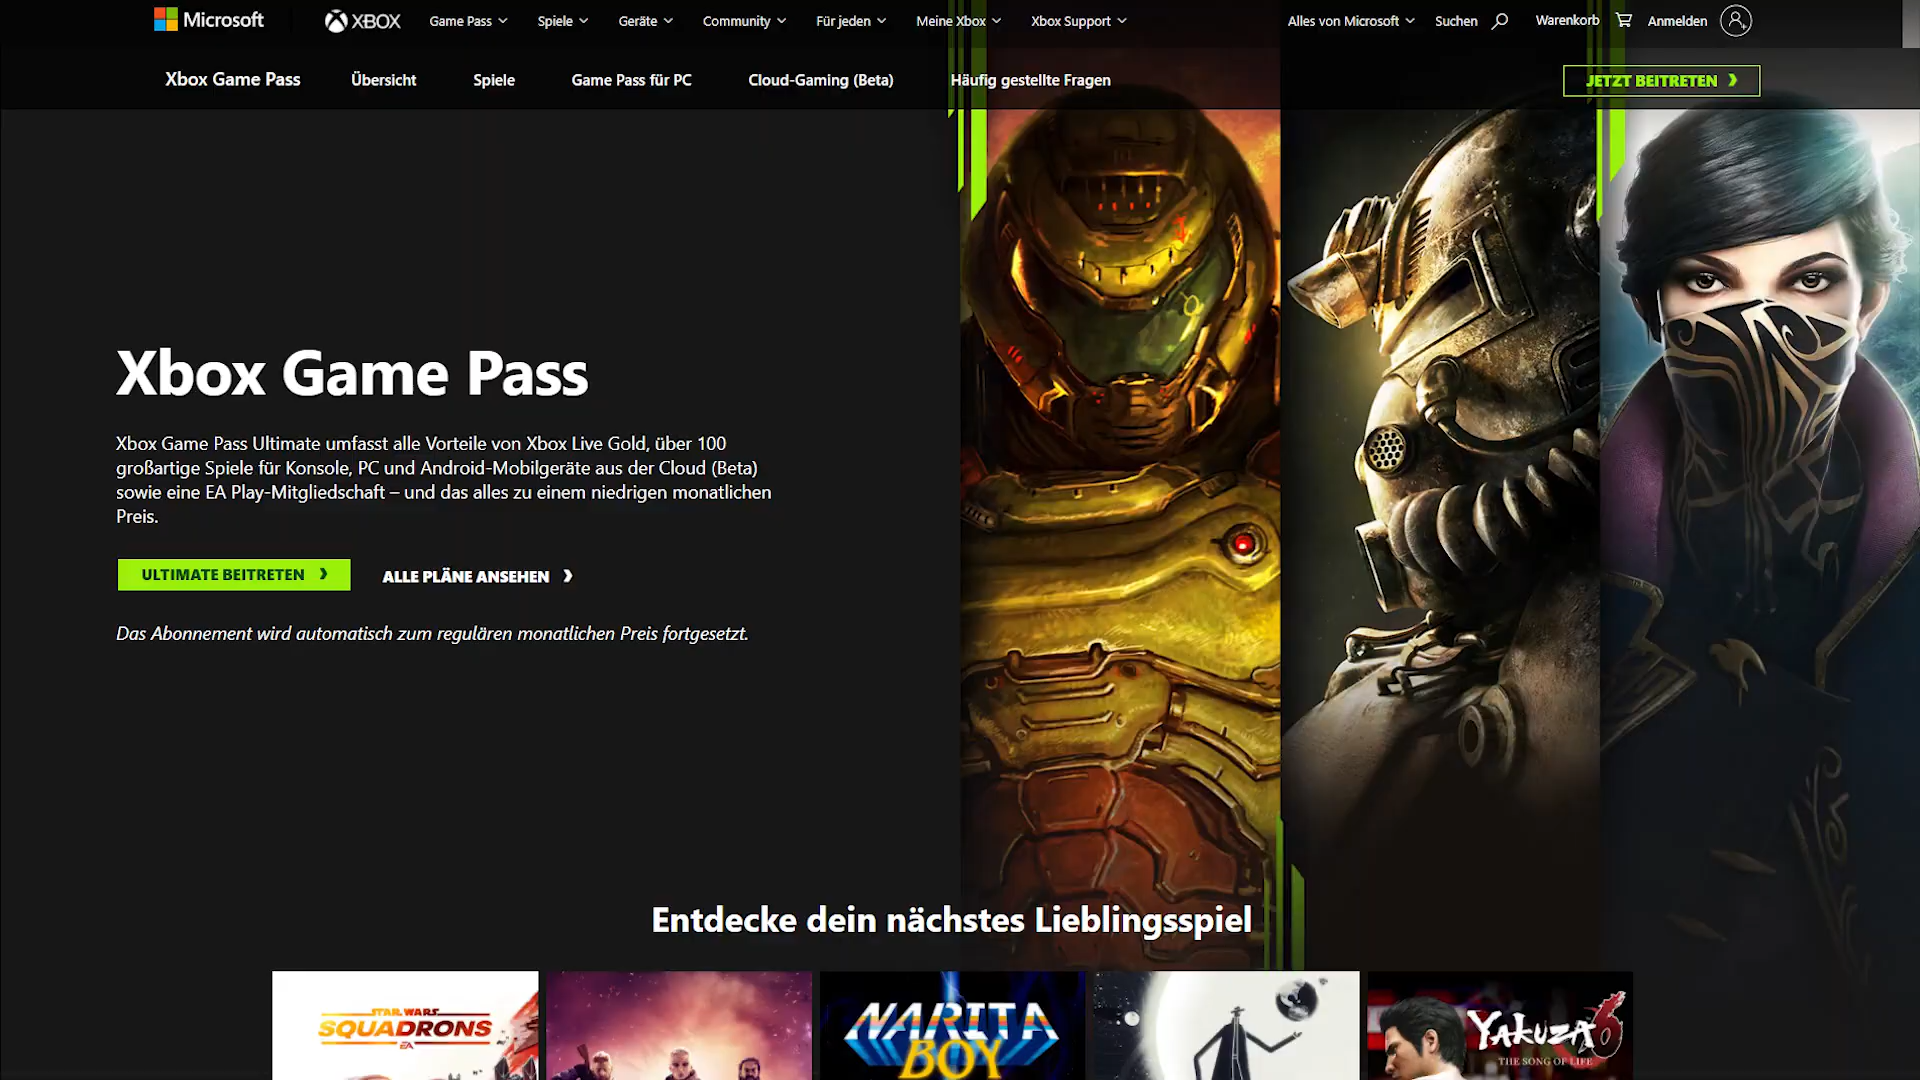 Microsoft
XBOX
Game Pass
Spiele
Geräte
Community
Für jeden
Meine Xbox
Xbox Support
Alles von Microsoft
Suchen
Warenkorb
Anmelden
Xbox Game Pass
Übersicht
Spiele
Game Pass für PC
Cloud-Gaming (Beta)
Häufig gestellte Fragen
JETZT BEITRETEN
Xbox Game Pass
Xbox Game Pass Ultimate umfasst alle Vorteile von Xbox Live Gold, über 100
großartige Spiele für Konsole, PC und Android-Mobilgeräte aus der Cloud (Beta)
sowie eine EA Play-Mitgliedschaft – und das alles zu einem niedrigen monatlichen
Preis.
ULTIMATE BEITRETEN
ALLE PLÄNE ANSEHEN
Das Abonnement wird automatisch zum regulären monatlichen Preis fortgesetzt.
Entdecke dein nächstes Lieblingsspiel
STAR WARS
SQUADRONS
EA
NARITA
BOY
YAKUZA 6
THE SONG OF LIFE